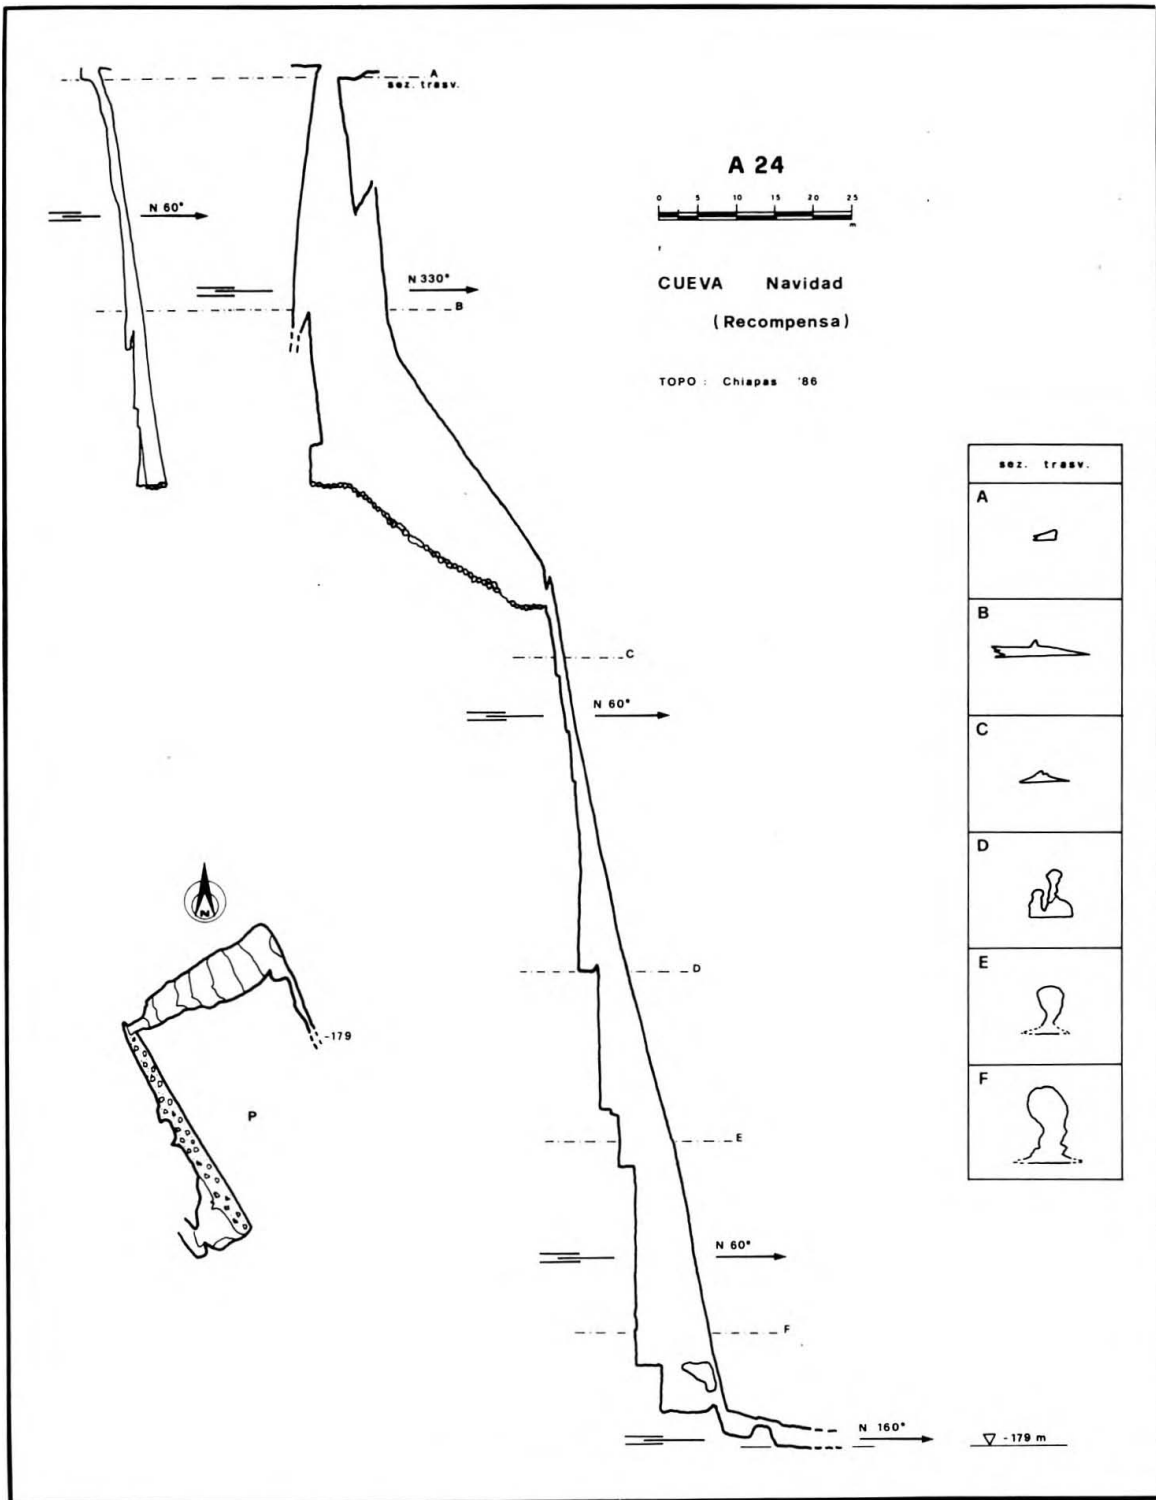 A
sez. trasv.
A 24
0 5 10 15 20 25
m
N 60°
N 330°
B
CUEVA Navidad
(Recompensa)
TOPO : Chiapas '86
sez. trasv.
A
B
C
D
E
F
C
N 60°
N
D
-179
P
E
N 60°
F
N 160°
-179 m